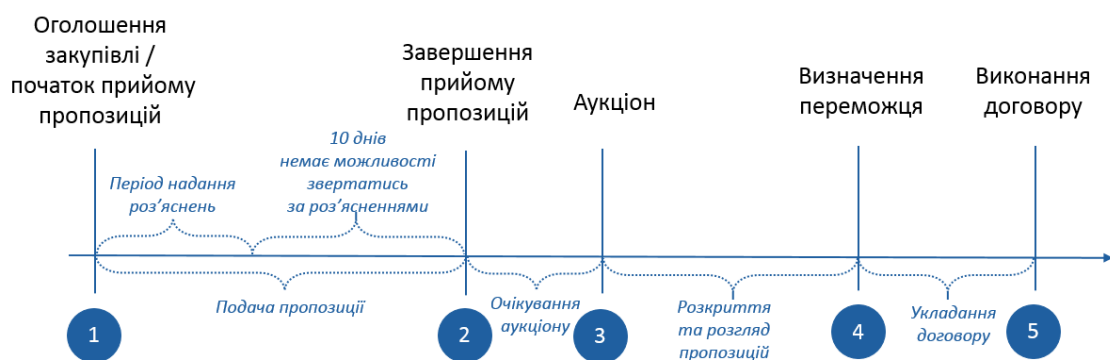 Оголошення
закупівлі /
початок прийому
пропозицій
Завершення
прийому
пропозицій
Аукціон
Визначення
переможця
Виконання
договору
Період надання
роз’яснень
10 днів
немає можливості
звертатись
за роз’ясненнями
Подача пропозиції
Очікування
аукціону
Розкриття
та розгляд
пропозицій
Укладання
договору
1
2
3
4
5